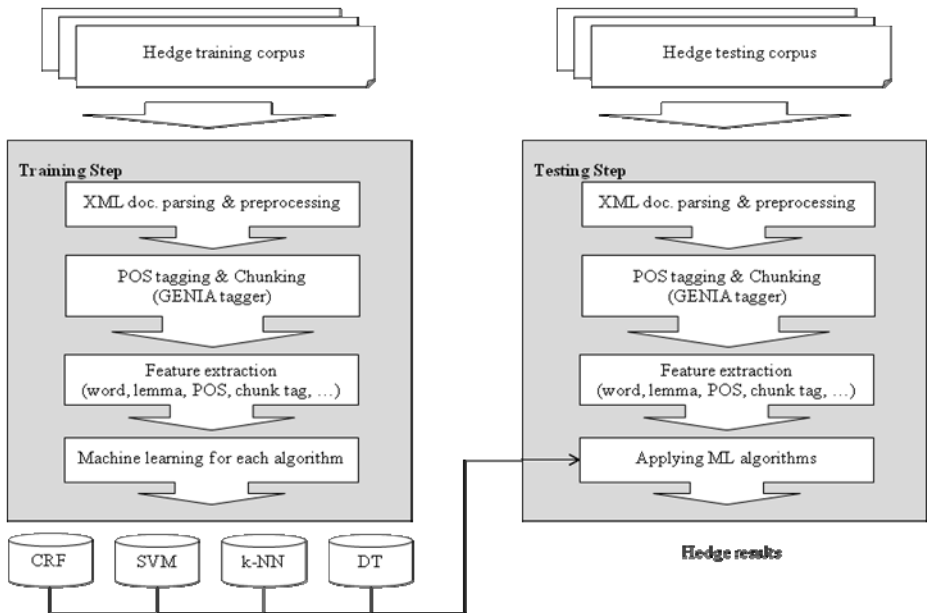 Hedge training corpus
Training Step
XML doc. parsing & preprocessing
POS tagging & Chunking
(GENIA tagger)
Feature extraction
(word, lemma, POS, chunk tag, ...)
Machine learning for each algorithm
CRF
SVM
k-NN
DT
Hedge testing corpus
Testing Step
XML doc. parsing & preprocessing
POS tagging & Chunking
(GENIA tagger)
Feature extraction
(word, lemma, POS, chunk tag, ...)
Applying ML algorithms
Hedge results